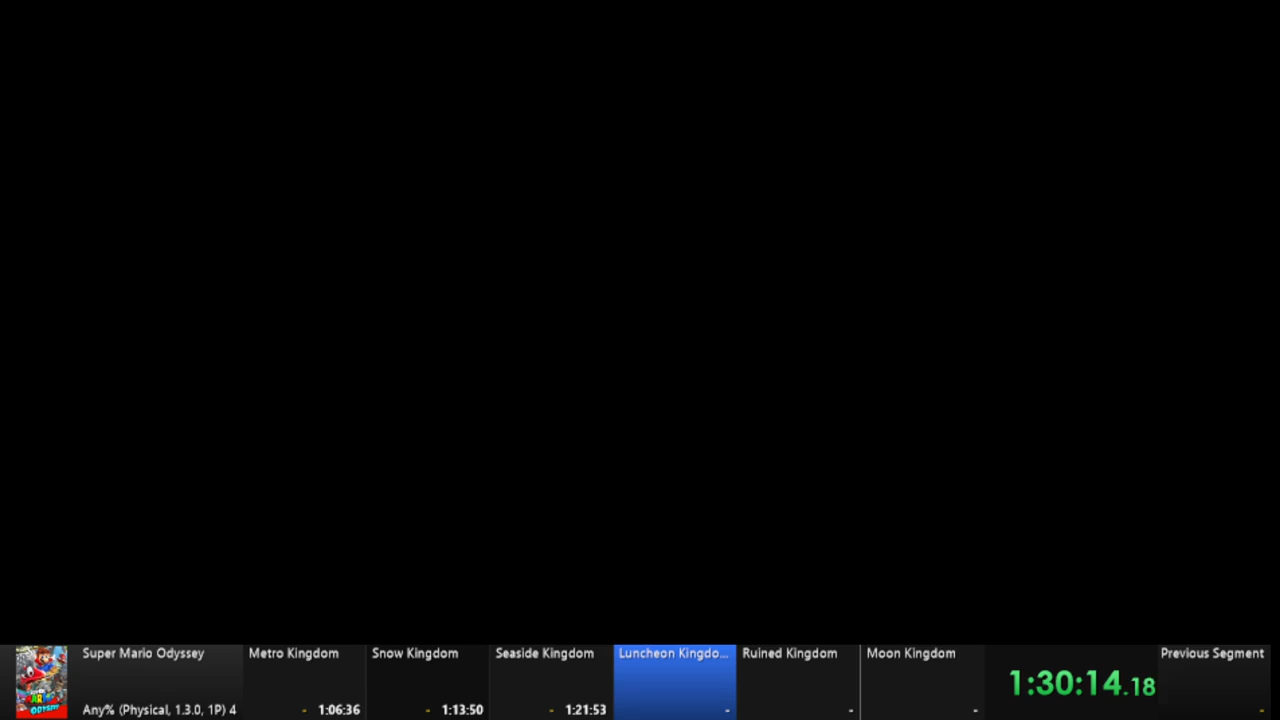 Super Mario Odyssey
Any% (Physical, 1.3.0, 1P) 4
Metro Kingdom
- 1:06:36
Snow Kingdom
- 1:13:50
Seaside Kingdom
- 1:21:53
Luncheon Kingdo...
-
Ruined Kingdom
-
Moon Kingdom
-
1:30:14.18
Previous Segment
-